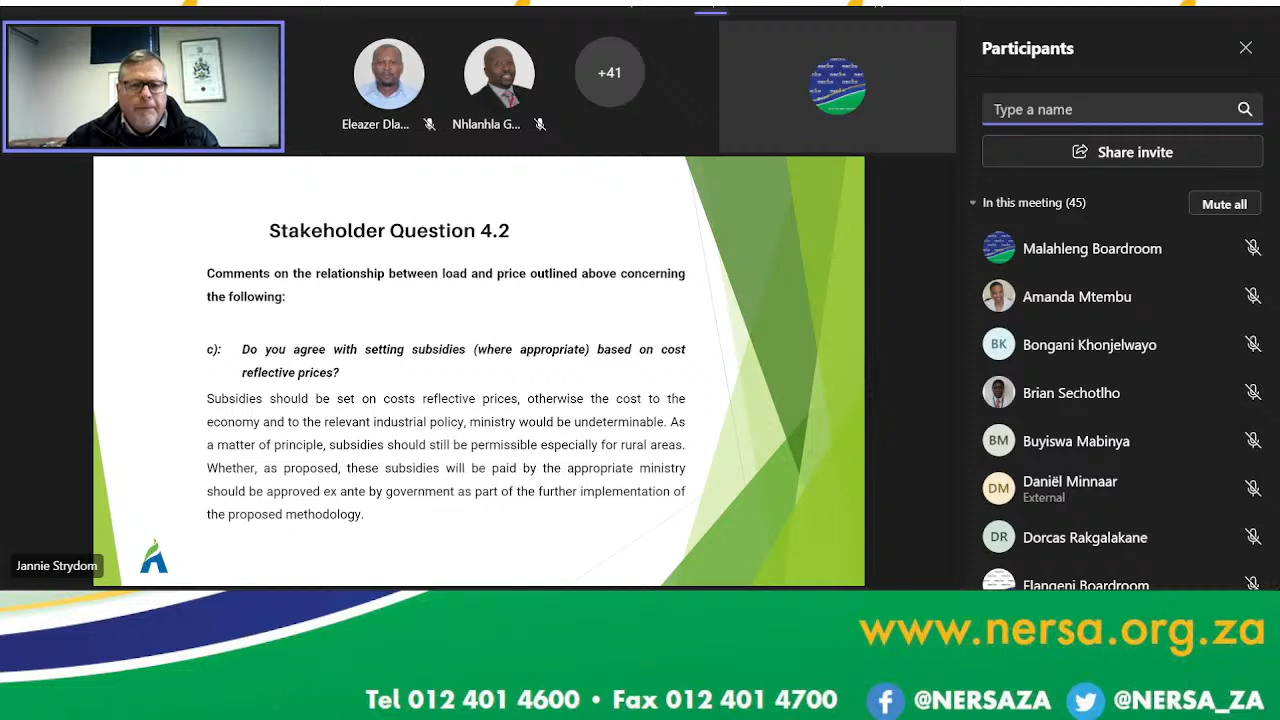 Eleazer Dla...
Nhlanhla G...
+41
Participants
Type a name
Share invite
In this meeting (45)
Mute all
Malahleng Boardroom
Amanda Mtembu
BK
Bongani Khonjelwayo
Brian Sechotlho
BM
Buyiswa Mabinya
DM
Daniël Minnaar
External
DR
Dorcas Rakgalakane
Elangeni Boardroom
Stakeholder Question 4.2
Comments on the relationship between load and price outlined above concerning
the following:
c): Do you agree with setting subsidies (where appropriate) based on cost
reflective prices?
Subsidies should be set on costs reflective prices, otherwise the cost to the
economy and to the relevant industrial policy, ministry would be undeterminable. As
a matter of principle, subsidies should still be permissible especially for rural areas.
Whether, as proposed, these subsidies will be paid by the appropriate ministry
should be approved ex ante by government as part of the further implementation of
the proposed methodology.
Jannie Strydom
www.nersa.org.za
Tel 012 401 4600 • Fax 012 401 4700
@NERSAZA
@NERSA_ZA